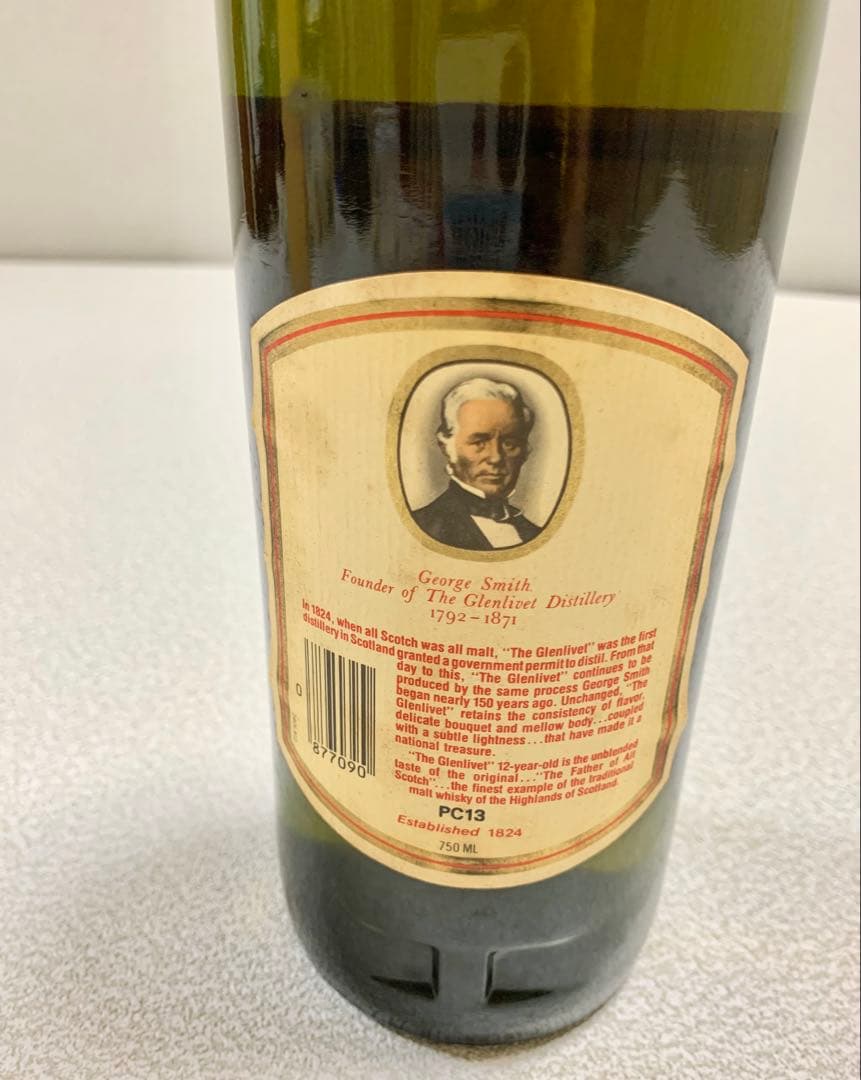 George Smith
Founder of The Glenlivet Distillery
1792-1871
In 1824, when all Scotch was all malt, "The Glenlivet" was the first
distillery in Scotland granted a government permit to distil. From that
day to this, "The Glenlivet" continues to be
produced by the same process George Smith
began nearly 150 years ago. Unchanged, "The
Glenlivet" retains the consistency of flavor,
delicate bouquet and mellow body...coupled
with a subtle lightness...that have made it a
national treasure.
"The Glenlivet" 12-year-old is the unblended
taste of the original..."The Father of All
Scotch"...the finest example of the traditional
malt whisky of the Highlands of Scotland.
0
877090
PC13
Established 1824
750 ML